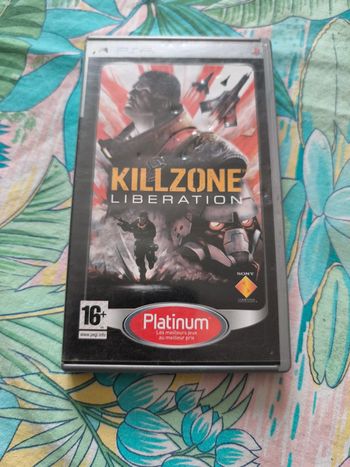 PSP
KILLZONE
LIBERATION
16+
www.pegi.info
Platinum
Les meilleurs jeux
au meilleur prix
SONY